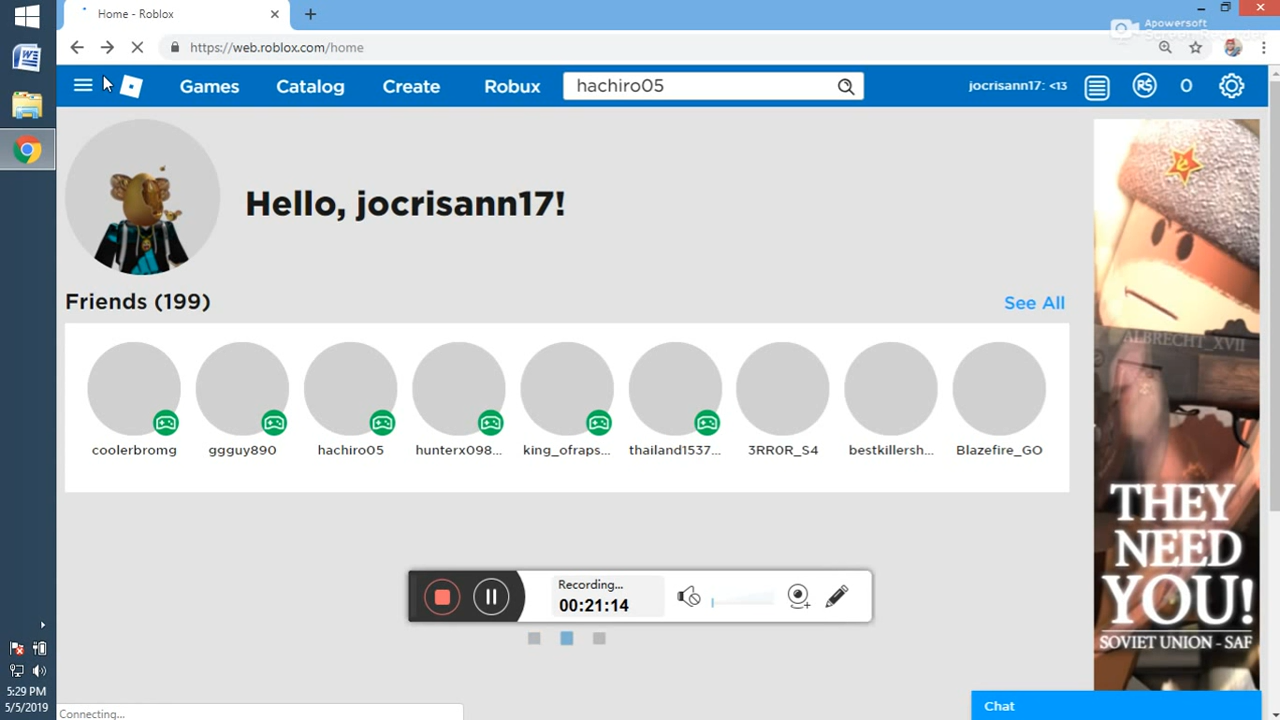 Home - Roblox
Apowersoft
Screen Recorder
https://web.roblox.com/home
Games
Catalog
Create
Robux
hachiro05
jocrisann17: <13
0
Hello, jocrisann17!
Friends (199)
See All
coolerbromg
ggguy890
hachiro05
hunterx098...
king_ofraps...
thailand1537...
3RR0R_S4
bestkillersh...
Blazefire_GO
ALBRECHT_XVII
THEY
NEED
YOU!
SOVIET UNION - SAF
Recording...
00:21:14
5:29 PM
5/5/2019
Connecting...
Chat